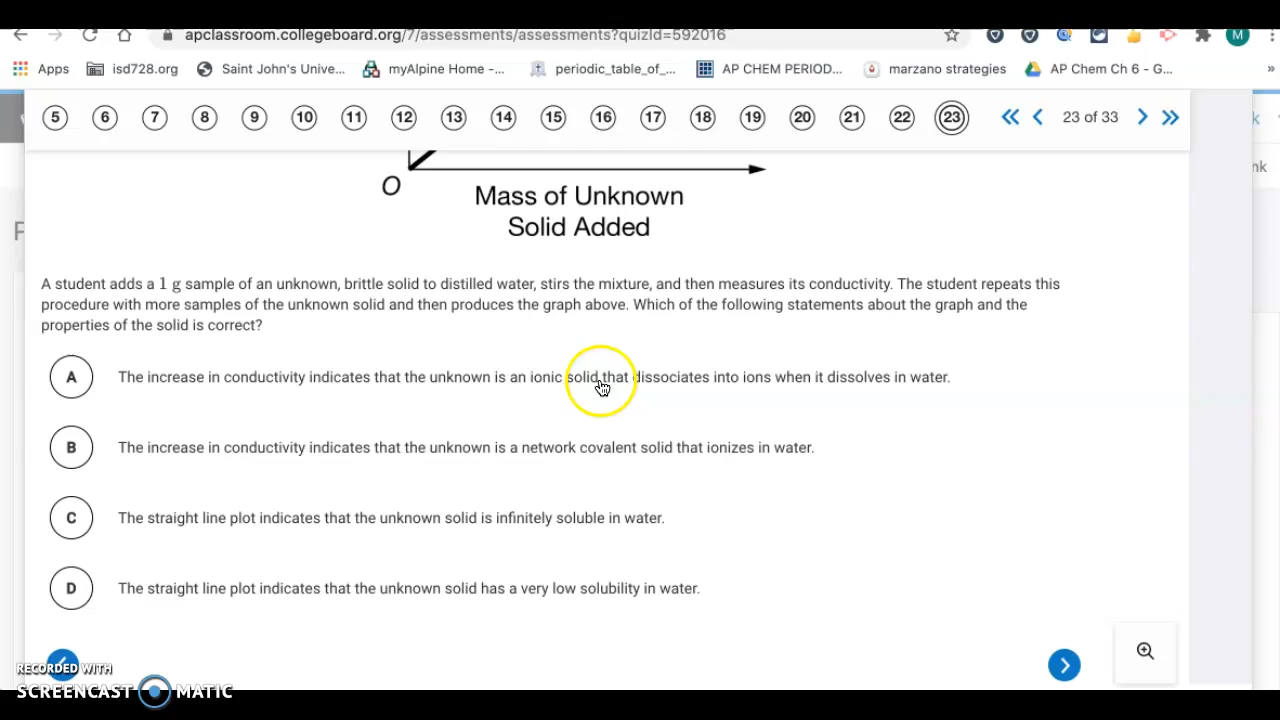 apclassroom.collegeboard.org/7/assessments/assessments?quizId=592016
M
Apps isd728.org Saint John's Unive... myAlpine Home -... periodic_table_of_... AP CHEM PERIOD... marzano strategies AP Chem Ch 6 - G... »
5 6 7 8 9 10 11 12 13 14 15 16 17 18 19 20 21 22 23 23 of 33
O
Mass of Unknown
Solid Added
A student adds a 1 g sample of an unknown, brittle solid to distilled water, stirs the mixture, and then measures its conductivity. The student repeats this
procedure with more samples of the unknown solid and then produces the graph above. Which of the following statements about the graph and the
properties of the solid is correct?
A The increase in conductivity indicates that the unknown is an ionic solid that dissociates into ions when it dissolves in water.
B The increase in conductivity indicates that the unknown is a network covalent solid that ionizes in water.
C The straight line plot indicates that the unknown solid is infinitely soluble in water.
D The straight line plot indicates that the unknown solid has a very low solubility in water.
RECORDED WITH
SCREENCAST MATIC